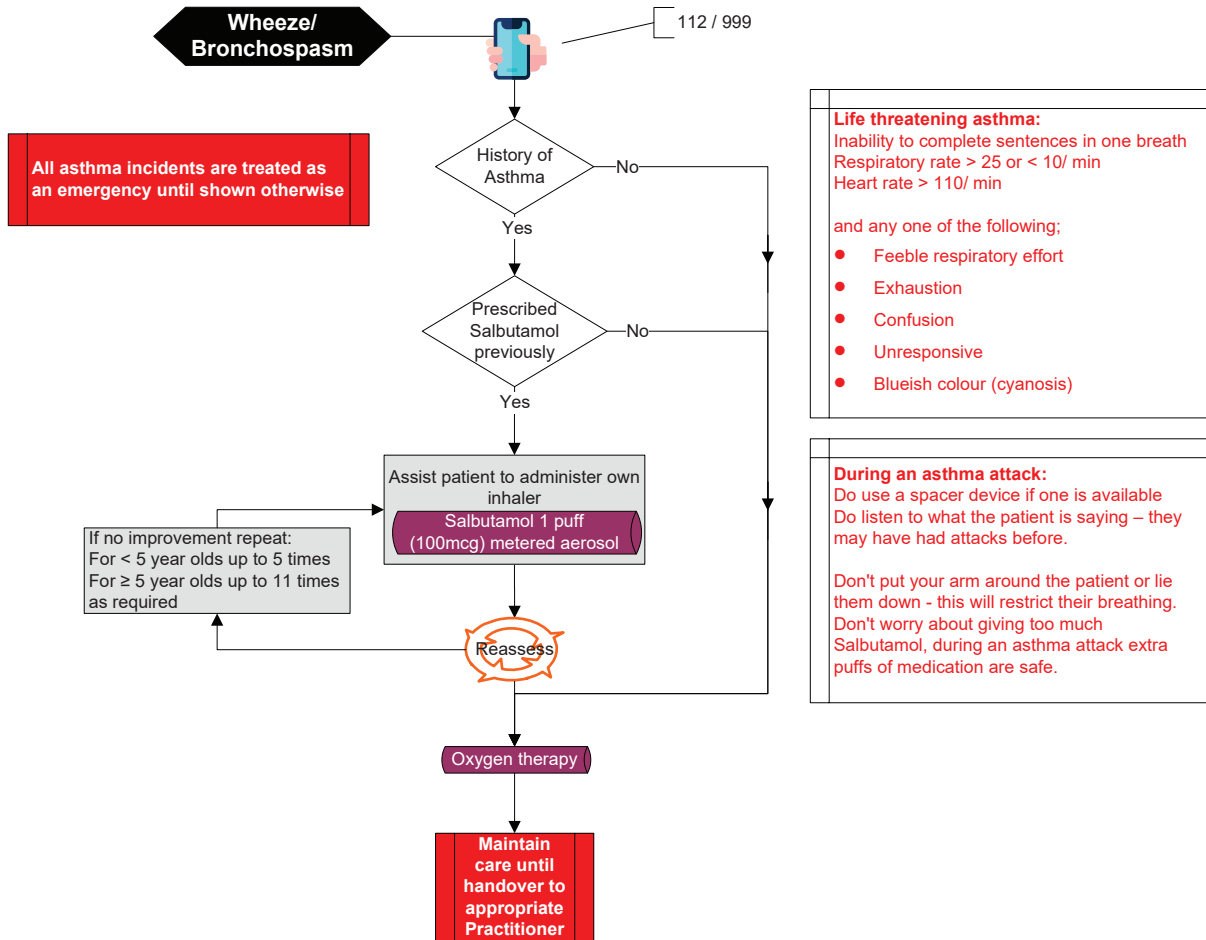 Wheeze/
Bronchospasm
112 / 999
All asthma incidents are treated as
an emergency until shown otherwise
History of
Asthma
No
Yes
Prescribed
Salbutamol
previously
No
Yes
Assist patient to administer own
inhaler
Salbutamol 1 puff
(100mcg) metered aerosol
If no improvement repeat:
For < 5 year olds up to 5 times
For ≥ 5 year olds up to 11 times
as required
Reassess
Oxygen therapy
Maintain
care until
handover to
appropriate
Practitioner
Life threatening asthma:
Inability to complete sentences in one breath
Respiratory rate > 25 or < 10/ min
Heart rate > 110/ min
and any one of the following;
● Feeble respiratory effort
● Exhaustion
● Confusion
● Unresponsive
● Blueish colour (cyanosis)
During an asthma attack:
Do use a spacer device if one is available
Do listen to what the patient is saying – they
may have had attacks before.
Don't put your arm around the patient or lie
them down - this will restrict their breathing.
Don't worry about giving too much
Salbutamol, during an asthma attack extra
puffs of medication are safe.